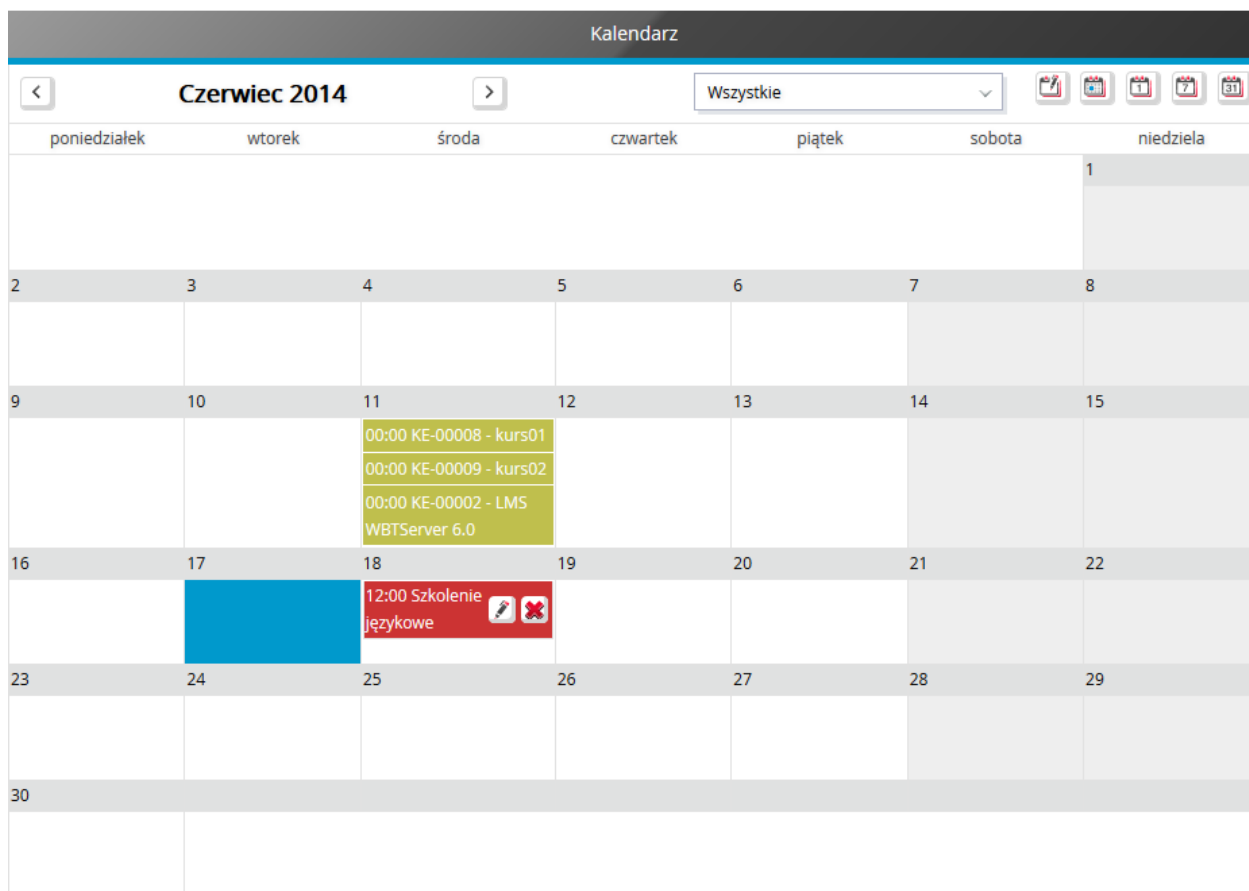 Kalendarz
Czerwiec 2014
Wszystkie
1
7
31
poniedziałek wtorek środa czwartek piątek sobota niedziela
1
2 3 4 5 6 7 8
9 10 11 12 13 14 15
00:00 KE-00008 - kurs01
00:00 KE-00009 - kurs02
00:00 KE-00002 - LMS
WBTServer 6.0
16 17 18 19 20 21 22
12:00 Szkolenie
językowe
23 24 25 26 27 28 29
30